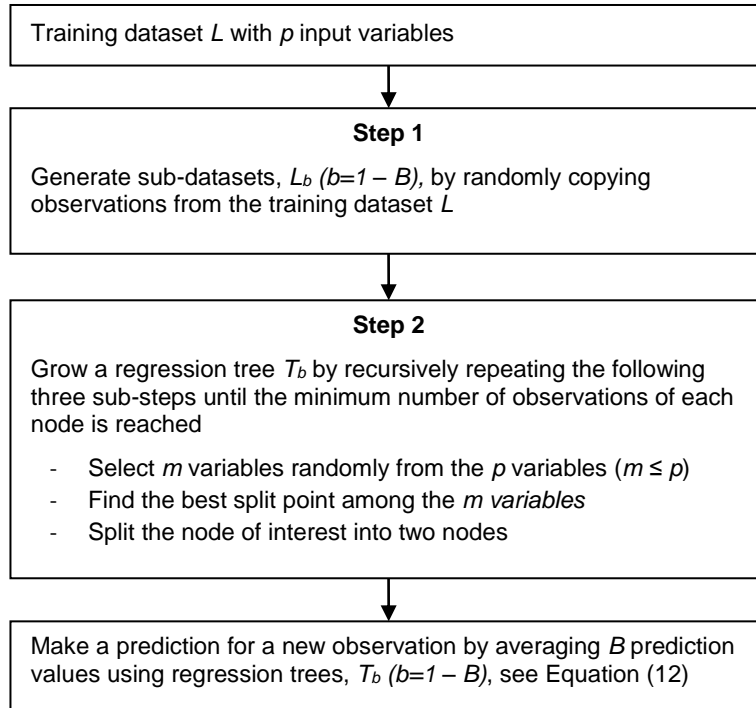 Training dataset L with p input variables
Step 1
Generate sub-datasets, Lb (b=1 – B), by randomly copying
observations from the training dataset L
Step 2
Grow a regression tree Tb by recursively repeating the following
three sub-steps until the minimum number of observations of each
node is reached
- Select m variables randomly from the p variables (m ≤ p)
- Find the best split point among the m variables
- Split the node of interest into two nodes
Make a prediction for a new observation by averaging B prediction
values using regression trees, Tb (b=1 – B), see Equation (12)